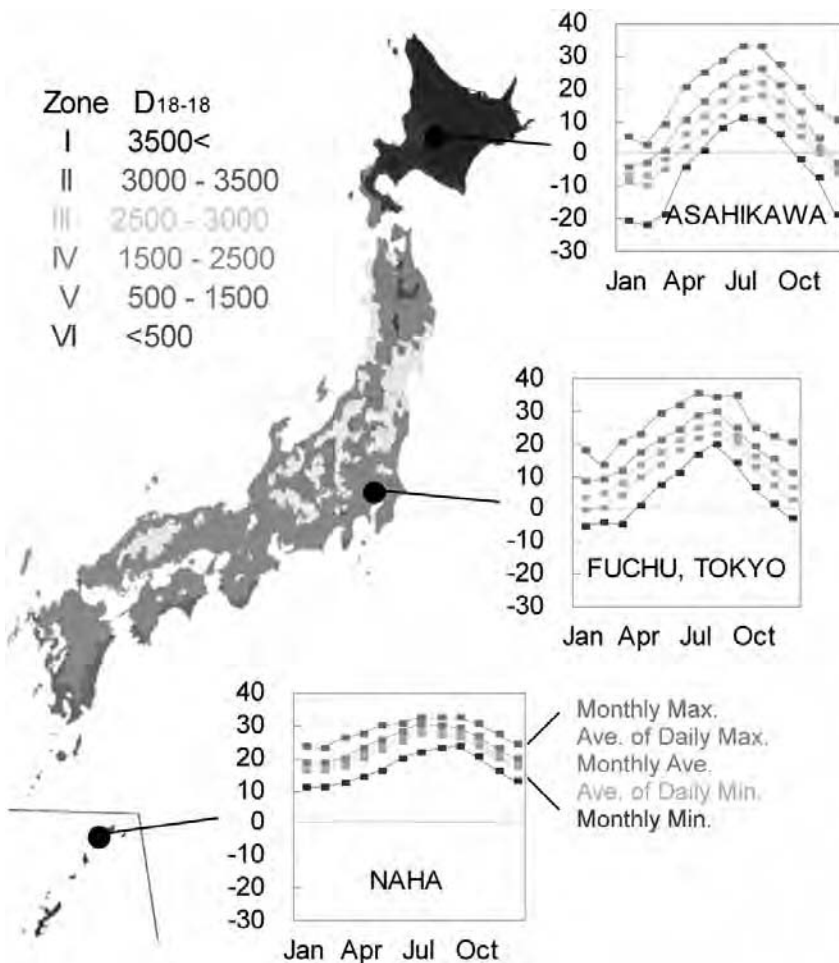 Zone D18-18
I 3500<
II 3000 - 3500
III 2500 - 3000
IV 1500 - 2500
V 500 - 1500
VI <500
40
30
20
10
0
-10
-20
-30
ASAHIKAWA
Jan Apr Jul Oct
40
30
20
10
0
-10
-20
-30
FUCHU, TOKYO
Jan Apr Jul Oct
40
30
20
10
0
-10
-20
-30
NAHA
Jan Apr Jul Oct
Monthly Max.
Ave. of Daily Max.
Monthly Ave.
Ave. of Daily Min.
Monthly Min.